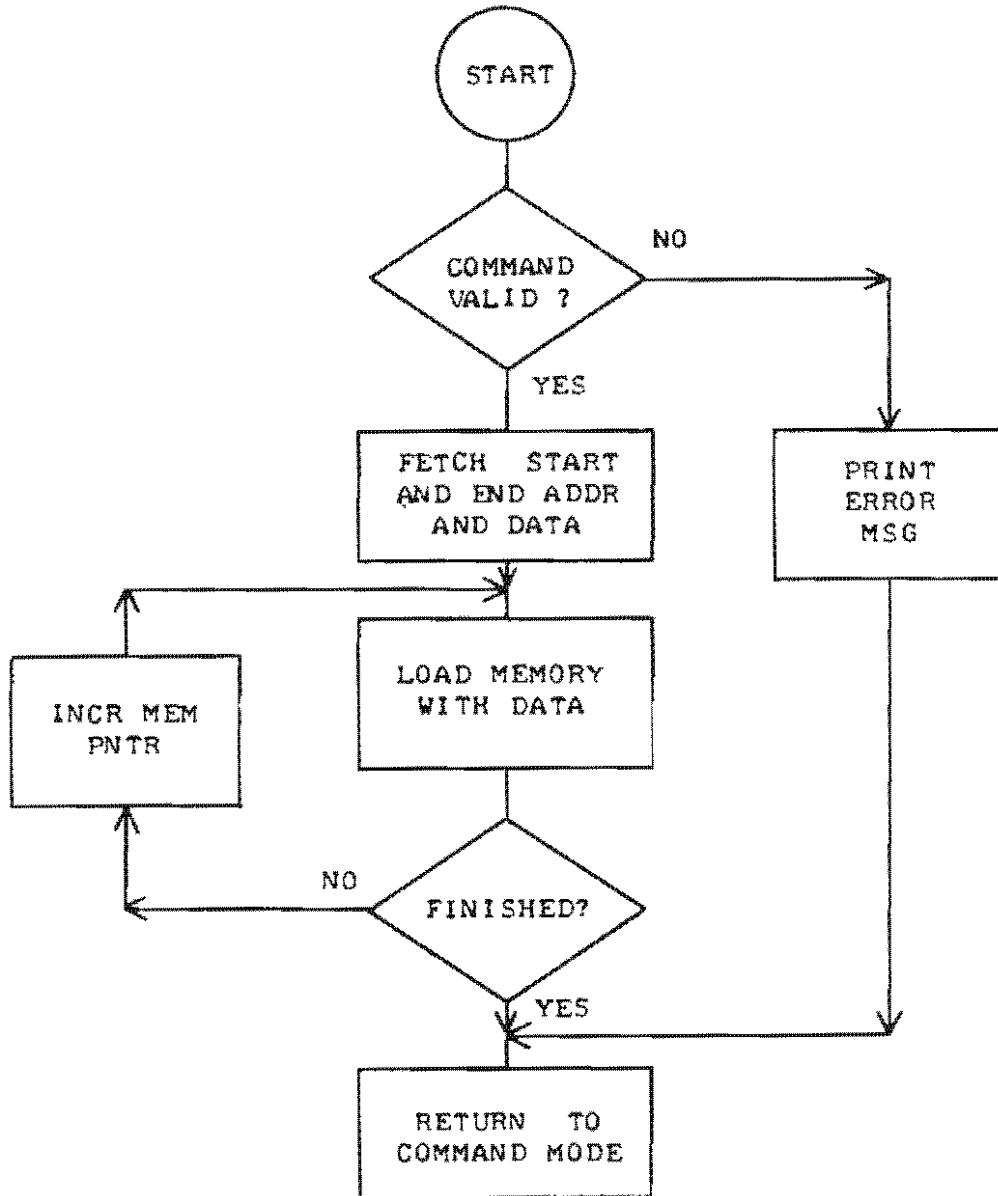 START
NO
COMMAND
VALID ?
YES
FETCH START
AND END ADDR
AND DATA
PRINT
ERROR
MSG
LOAD MEMORY
WITH DATA
INCR MEM
PNTR
NO
FINISHED?
YES
RETURN TO
COMMAND MODE